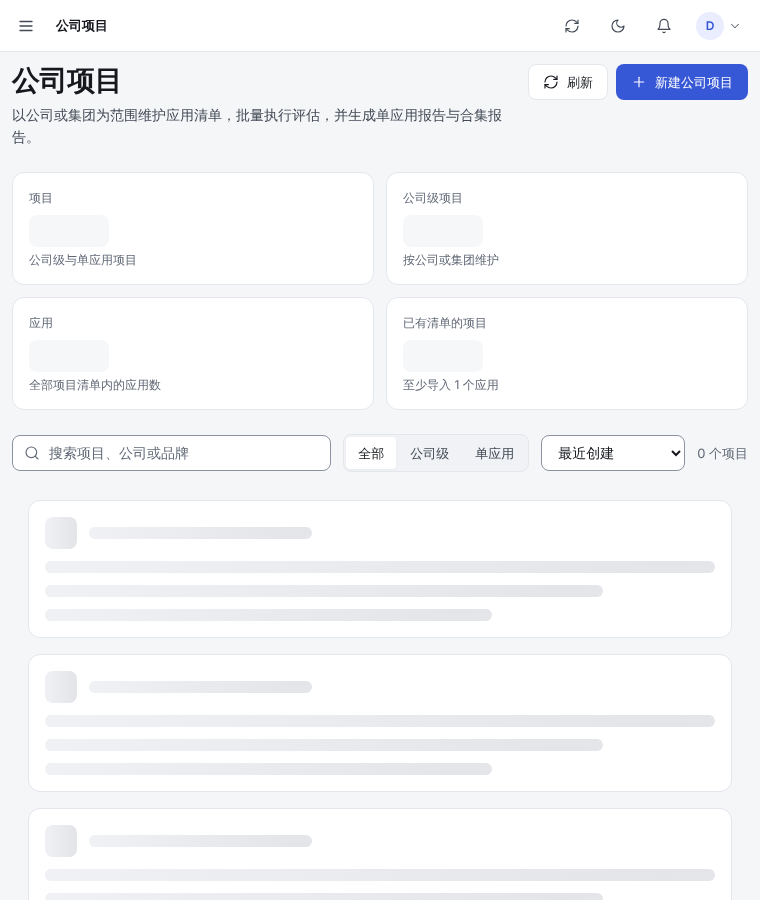 公司项目
D
公司项目
刷新
新建公司项目
以公司或集团为范围维护应用清单，批量执行评估，并生成单应用报告与合集报
告。
项目
公司级与单应用项目
公司级项目
按公司或集团维护
应用
全部项目清单内的应用数
已有清单的项目
至少导入 1 个应用
搜索项目、公司或品牌
全部
公司级
单应用
最近创建
0 个项目